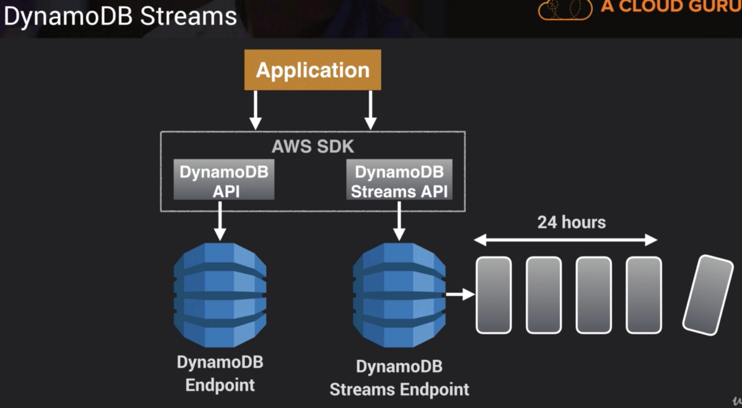 DynamoDB Streams
A CLOUD GURU
Application
AWS SDK
DynamoDB
API
DynamoDB
Streams API
24 hours
DynamoDB
Endpoint
DynamoDB
Streams Endpoint